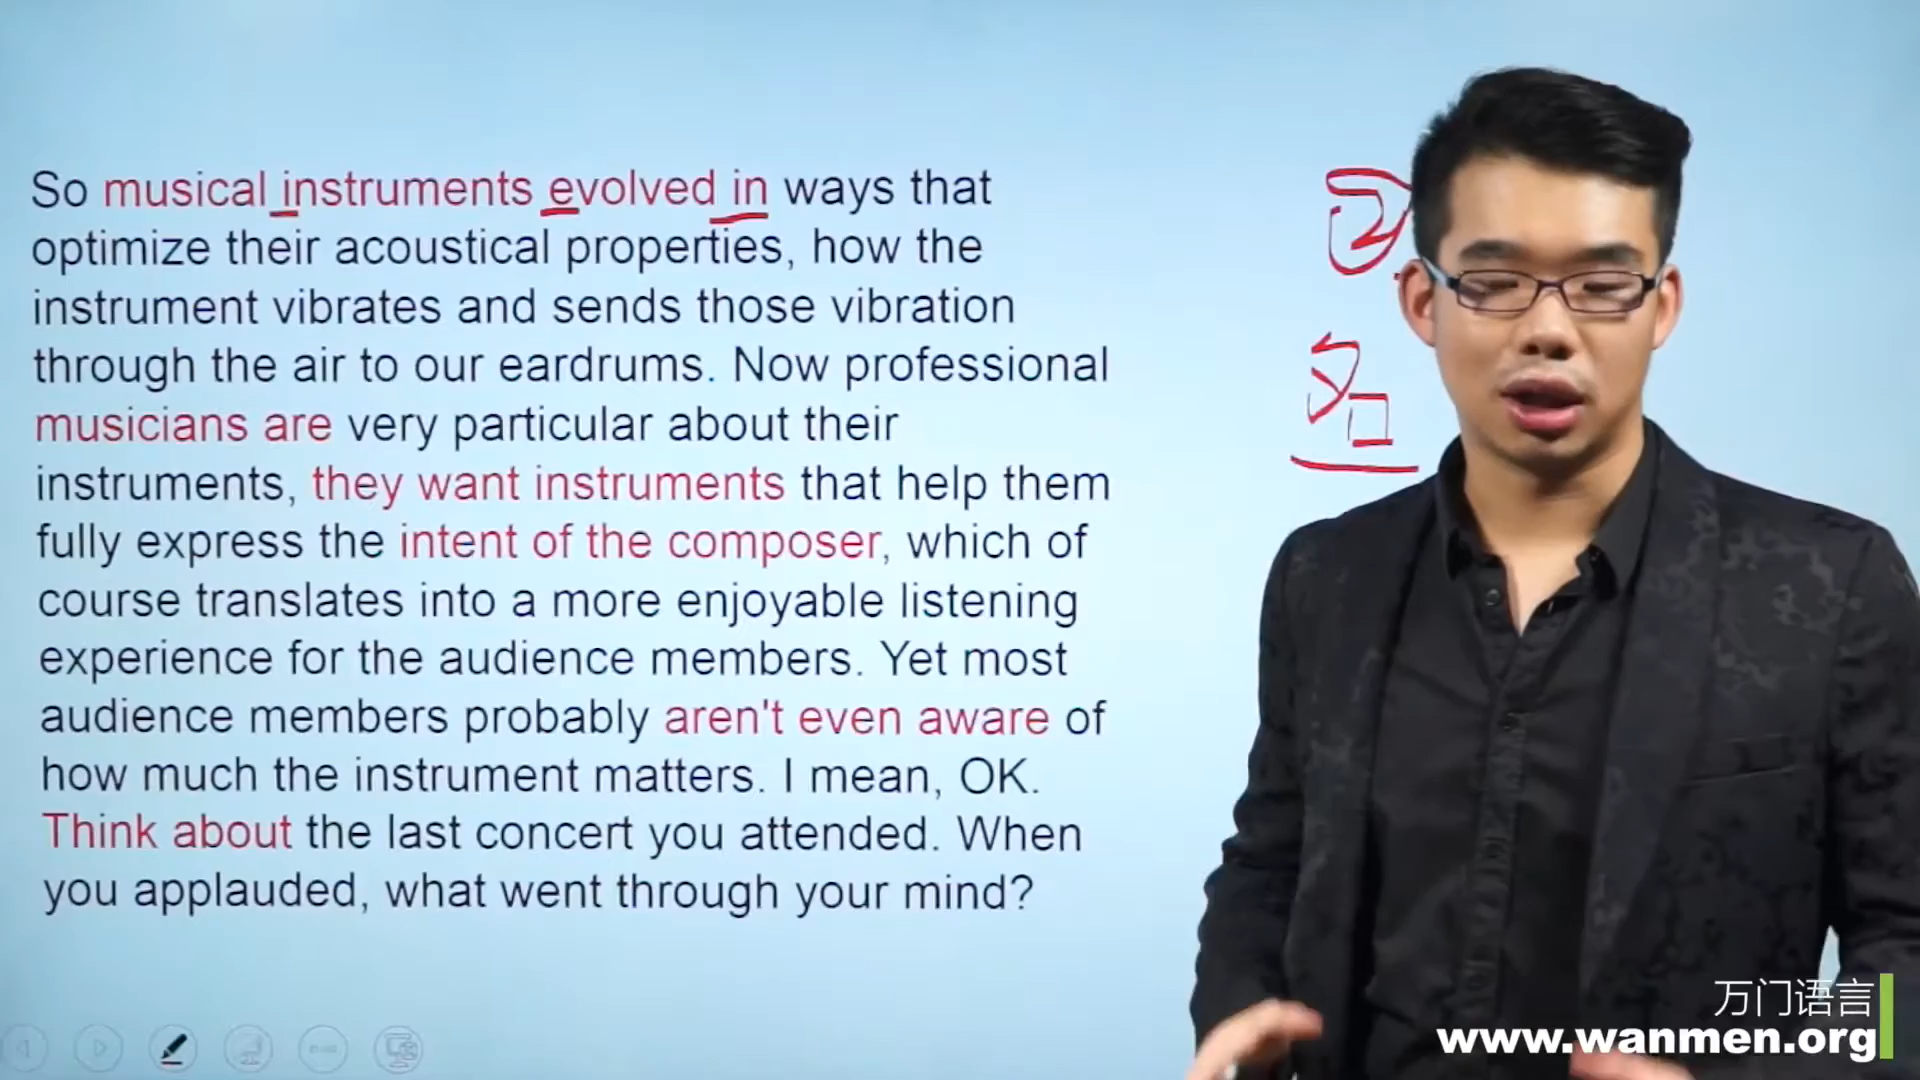 So musical instruments evolved in ways that
optimize their acoustical properties, how the
instrument vibrates and sends those vibration
through the air to our eardrums. Now professional
musicians are very particular about their
instruments, they want instruments that help them
fully express the intent of the composer, which of
course translates into a more enjoyable listening
experience for the audience members. Yet most
audience members probably aren't even aware of
how much the instrument matters. I mean, OK.
Think about the last concert you attended. When
you applauded, what went through your mind?
②
名
万门语言
www.wanmen.org